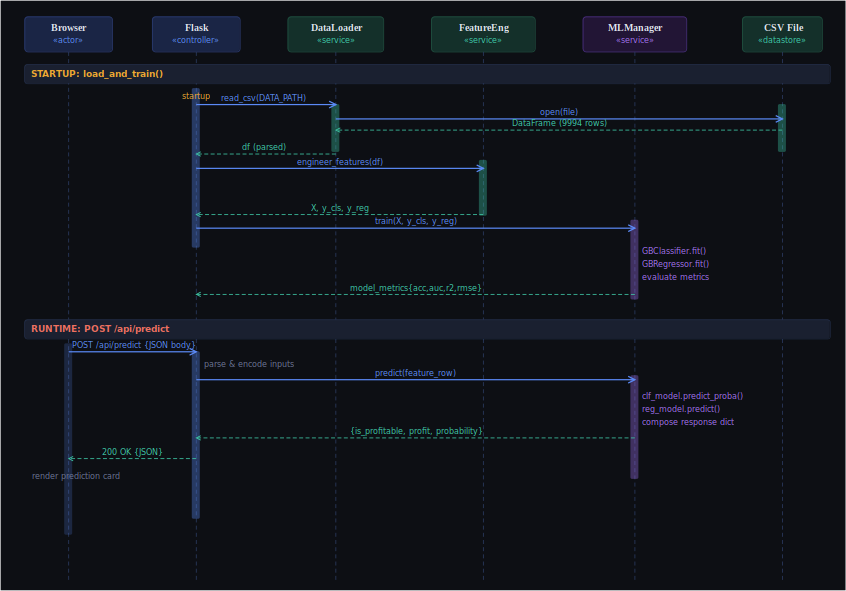 Browser
«actor»
Flask
«controller»
DataLoader
«service»
FeatureEng
«service»
MLManager
«service»
CSV File
«datastore»
STARTUP: load_and_train()
startup
read_csv(DATA_PATH)
open(file)
DataFrame (9994 rows)
df (parsed)
engineer_features(df)
X, y_cls, y_reg
train(X, y_cls, y_reg)
GBClassifier.fit()
GBRegressor.fit()
evaluate metrics
model_metrics{acc,auc,r2,rmse}
RUNTIME: POST /api/predict
POST /api/predict {JSON body}
parse & encode inputs
predict(feature_row)
clf_model.predict_proba()
reg_model.predict()
compose response dict
{is_profitable, profit, probability}
200 OK {JSON}
render prediction card